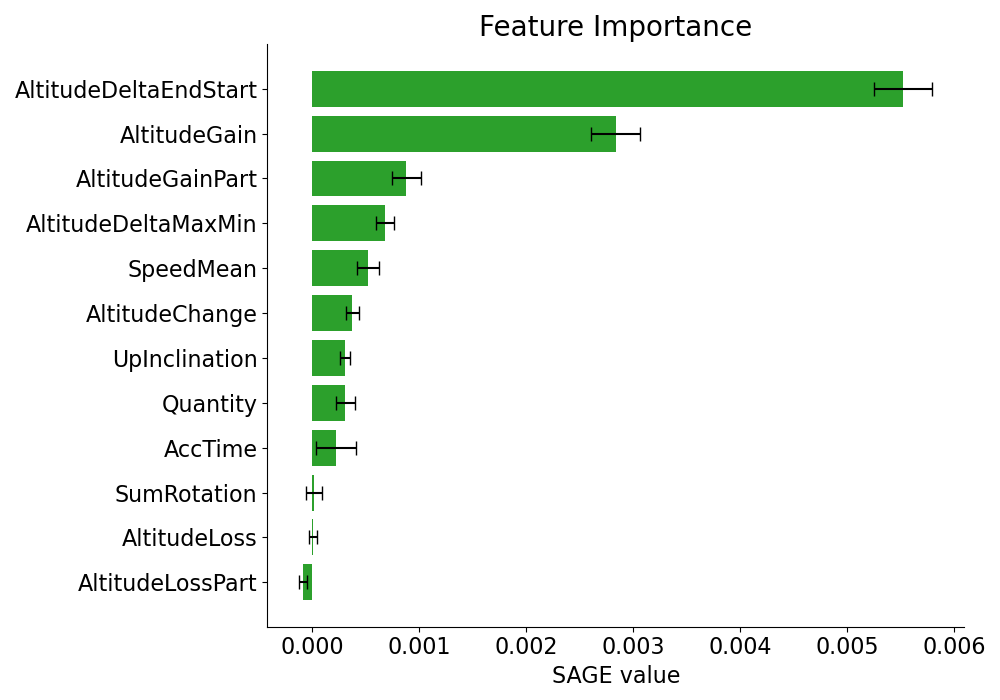 Feature Importance
AltitudeDeltaEndStart
AltitudeGain
AltitudeGainPart
AltitudeDeltaMaxMin
SpeedMean
AltitudeChange
UpInclination
Quantity
AccTime
SumRotation
AltitudeLoss
AltitudeLossPart
0.000 0.001 0.002 0.003 0.004 0.005 0.006
SAGE value